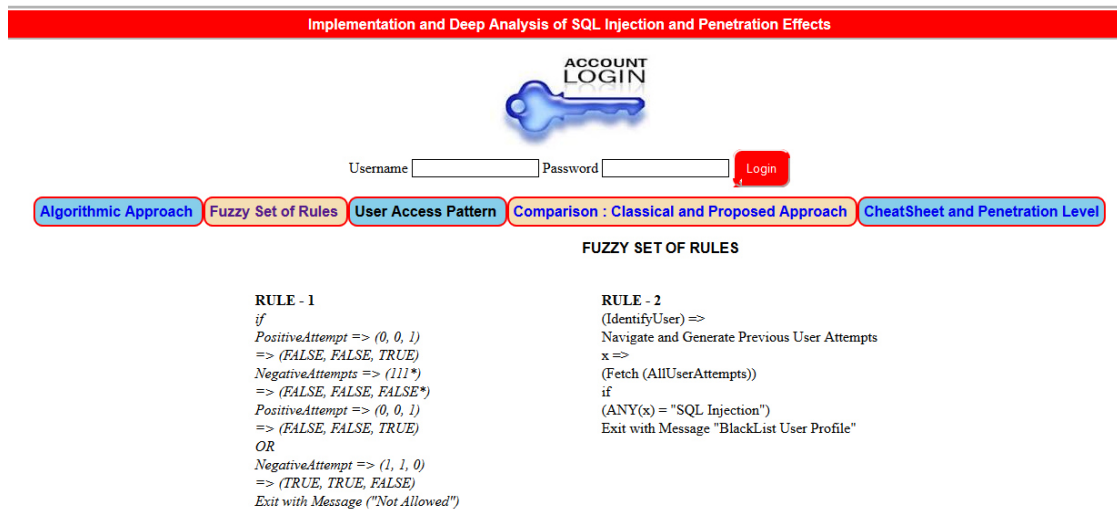 Implementation and Deep Analysis of SQL Injection and Penetration Effects
ACCOUNT
LOGIN
Username Password Login
Algorithmic Approach Fuzzy Set of Rules User Access Pattern Comparison : Classical and Proposed Approach CheatSheet and Penetration Level
FUZZY SET OF RULES
RULE - 1
if
PositiveAttempt => (0, 0, 1)
=> (FALSE, FALSE, TRUE)
NegativeAttempts => (111*)
=> (FALSE, FALSE, FALSE*)
PositiveAttempt => (0, 0, 1)
=> (FALSE, FALSE, TRUE)
OR
NegativeAttempt => (1, 1, 0)
=> (TRUE, TRUE, FALSE)
Exit with Message ("Not Allowed")
RULE - 2
(IdentifyUser) =>
Navigate and Generate Previous User Attempts
x =>
(Fetch (AllUserAttempts))
if
(ANY(x) = "SQL Injection")
Exit with Message "BlackList User Profile"